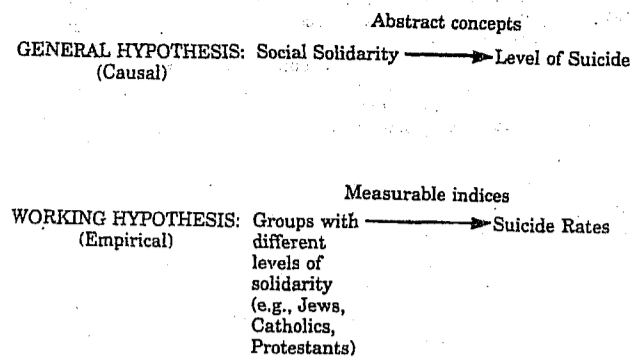 Abstract concepts
GENERAL HYPOTHESIS: Social Solidarity Level of Suicide
(Causal)
Measurable indices
WORKING HYPOTHESIS: Groups with Suicide Rates
(Empirical) different
levels of
solidarity
(e.g., Jews,
Catholics,
Protestants)